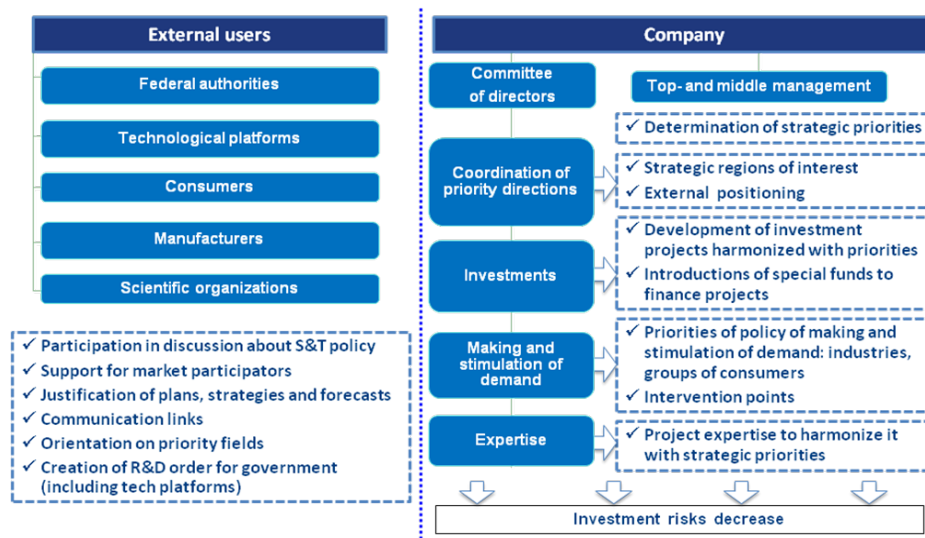 External users
Federal authorities
Technological platforms
Consumers
Manufacturers
Scientific organizations
✓ Participation in discussion about S&T policy
✓ Support for market participators
✓ Justification of plans, strategies and forecasts
✓ Communication links
✓ Orientation on priority fields
✓ Creation of R&D order for government
(including tech platforms)
Company
Committee
of directors
Top- and middle management
✓ Determination of strategic priorities
Coordination of
priority directions
✓ Strategic regions of interest
✓ External positioning
Investments
✓ Development of investment
projects harmonized with priorities
✓ Introductions of special funds to
finance projects
Making and
stimulation of
demand
✓ Priorities of policy of making and
stimulation of demand: industries,
groups of consumers
✓ Intervention points
Expertise
✓ Project expertise to harmonize it
with strategic priorities
Investment risks decrease